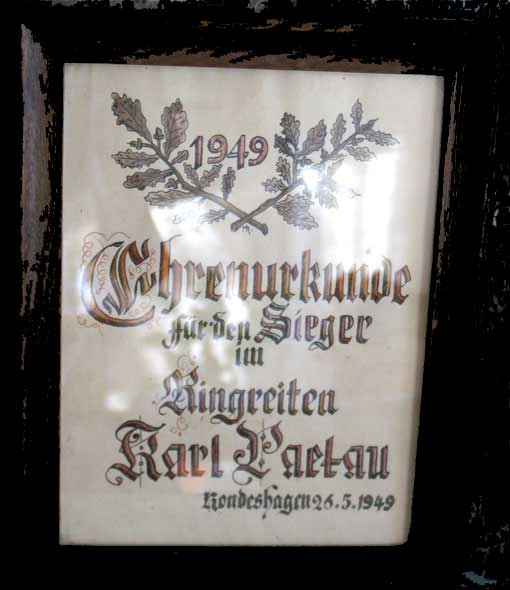 1949
Ehrenurkunde
für den Sieger
im
Ringreiten
Karl Paetau
Rondeshagen 26.5.1949